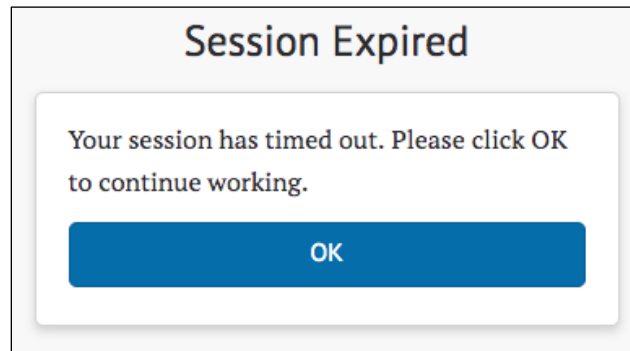 Session Expired
Your session has timed out. Please click OK
to continue working.
OK